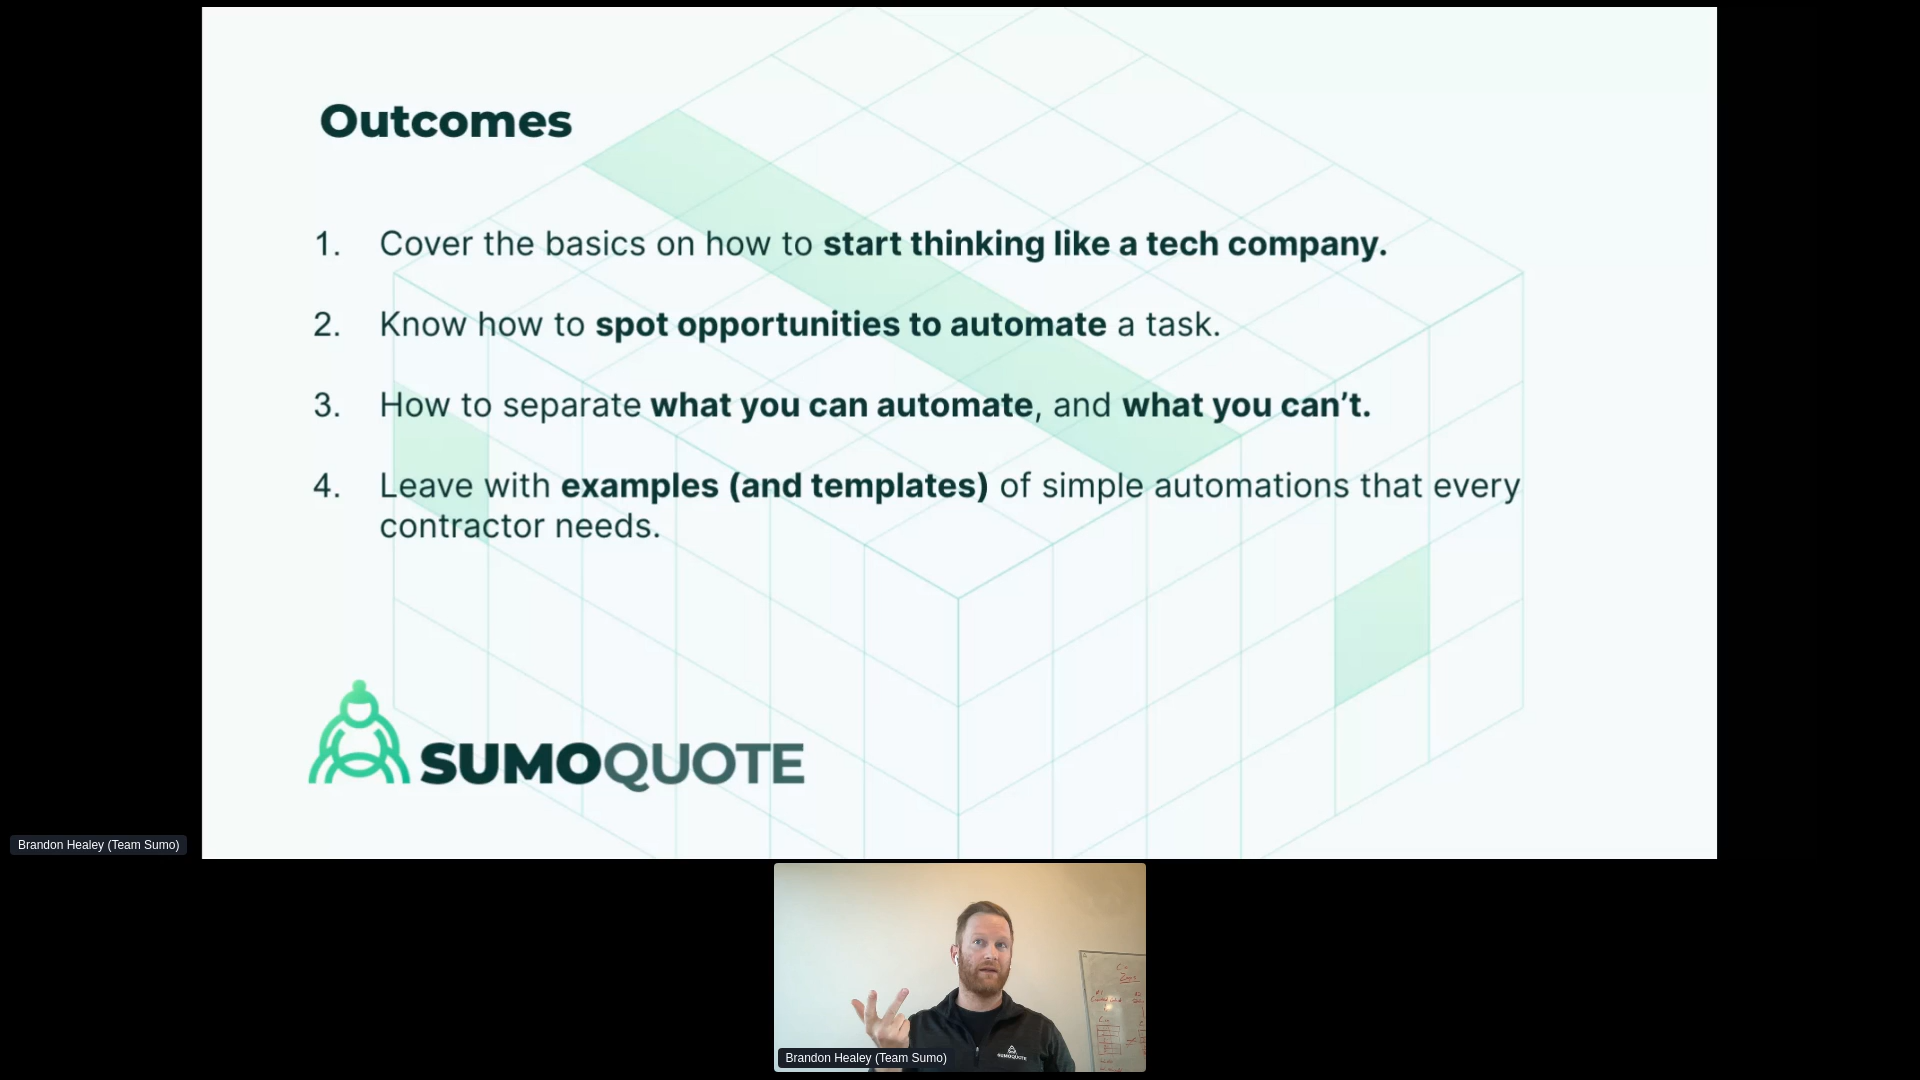 Outcomes
1. Cover the basics on how to start thinking like a tech company.
2. Know how to spot opportunities to automate a task.
3. How to separate what you can automate, and what you can’t.
4. Leave with examples (and templates) of simple automations that every
contractor needs.
SUMOQUOTE
Brandon Healey (Team Sumo)
SUMOQUOTE
Brandon Healey (Team Sumo)